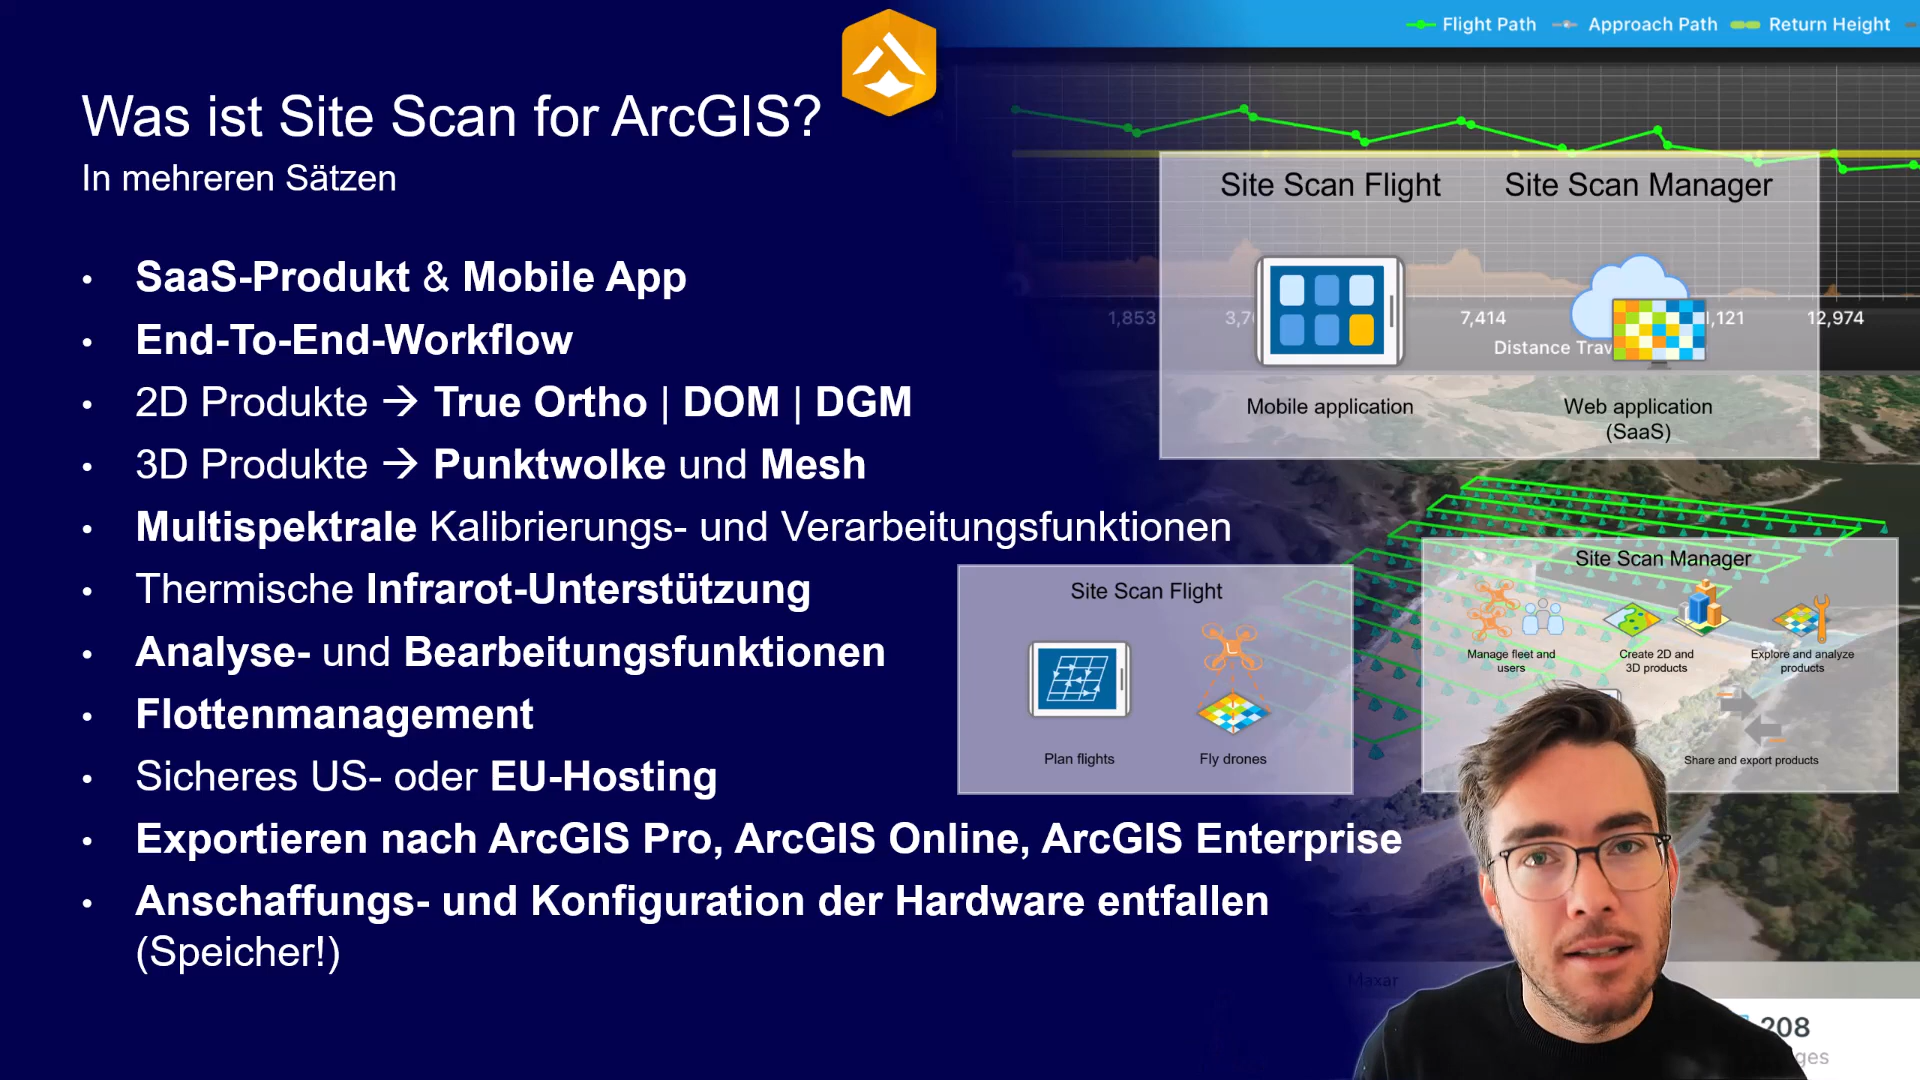 Was ist Site Scan for ArcGIS?
In mehreren Sätzen
• SaaS-Produkt & Mobile App
• End-To-End-Workflow
• 2D Produkte → True Ortho | DOM | DGM
• 3D Produkte → Punktwolke und Mesh
• Multispektrale Kalibrierungs- und Verarbeitungsfunktionen
• Thermische Infrarot-Unterstützung
• Analyse- und Bearbeitungsfunktionen
• Flottenmanagement
• Sicheres US- oder EU-Hosting
• Exportieren nach ArcGIS Pro, ArcGIS Online, ArcGIS Enterprise
• Anschaffungs- und Konfiguration der Hardware entfallen
(Speicher!)
Flight Path Approach Path Return Height
Site Scan Flight Site Scan Manager
1,853 7,414 12,974
Mobile application Web application
(SaaS)
Site Scan Flight
Plan flights Fly drones
Site Scan Manager
Manage fleet and users
Create 2D and 3D products
Explore and analyze products
Share and export products
Maxar
208